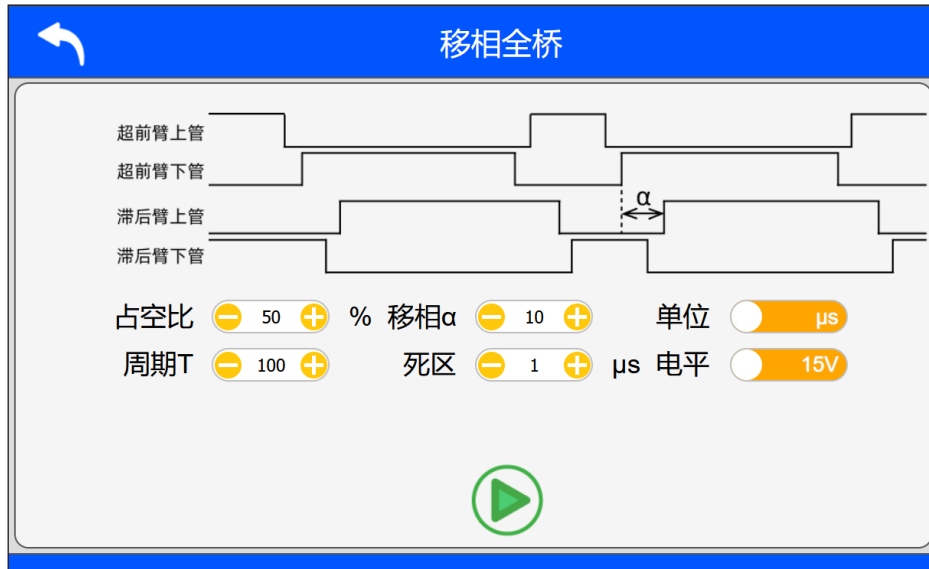 移相全桥
超前臂上管
超前臂下管
α
滞后臂上管
滞后臂下管
占空比 50 % 移相α 10 单位 μs
周期T 100 死区 1 μs 电平 15V